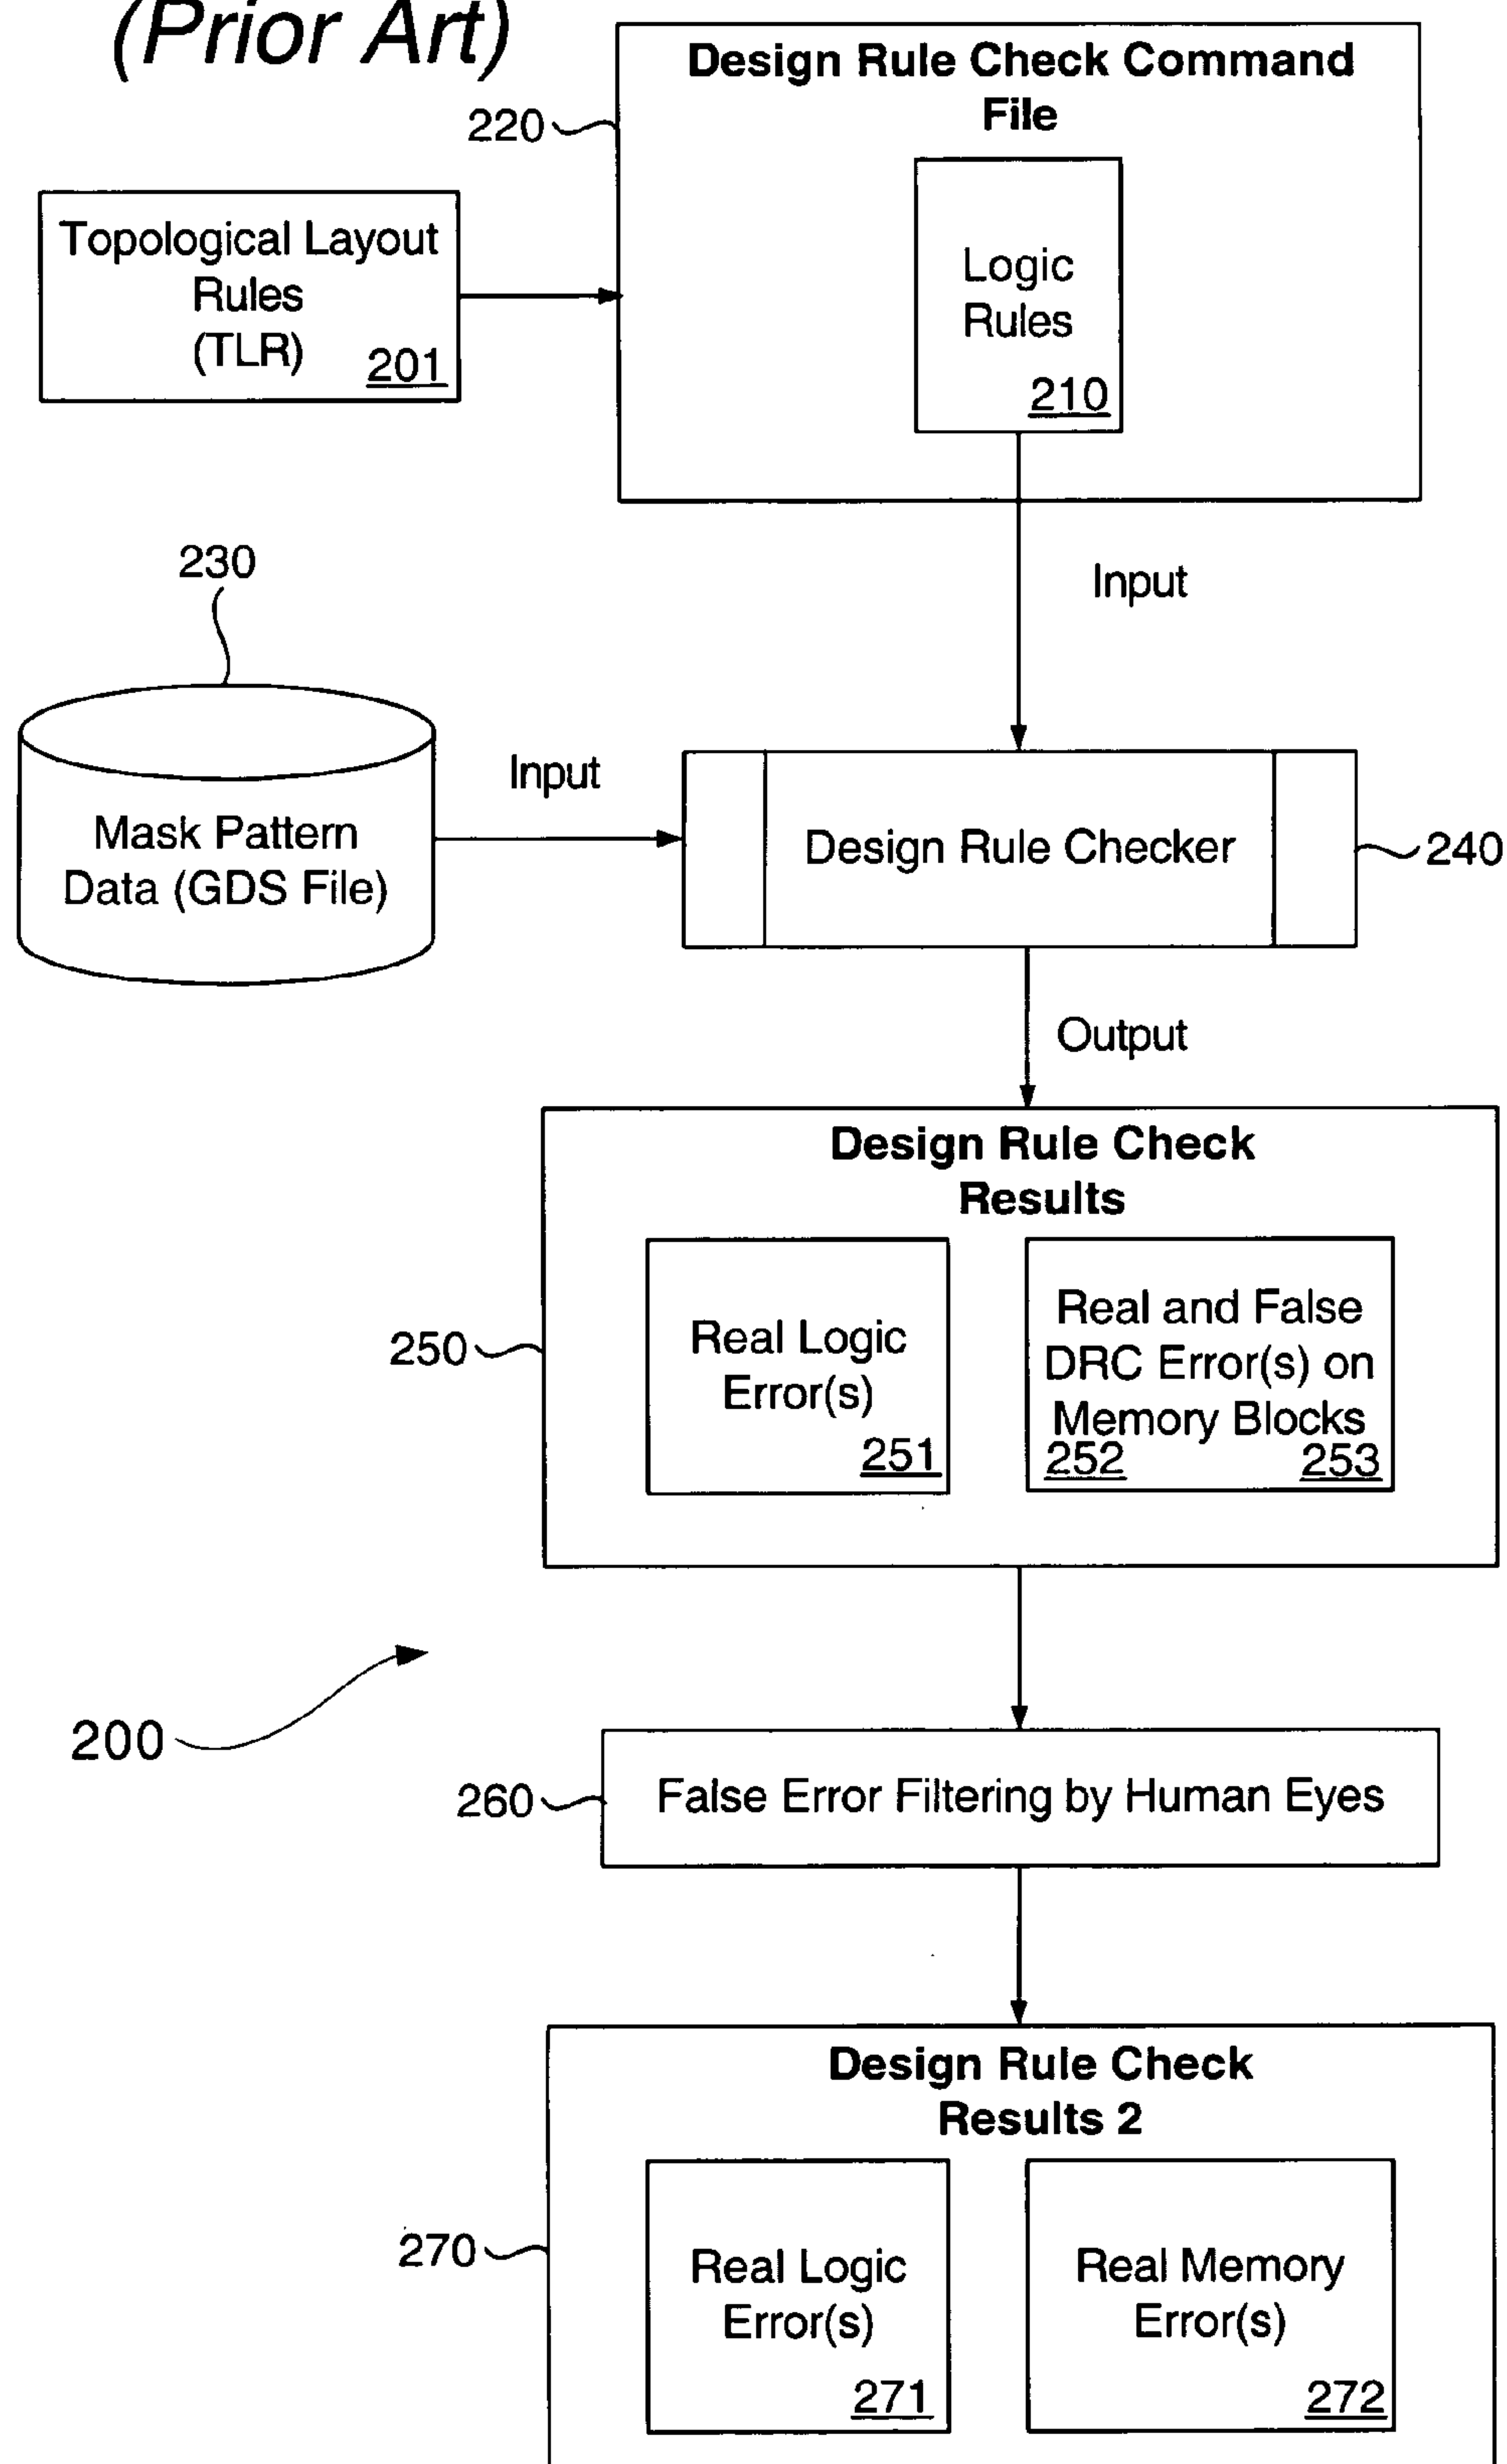 (Prior Art)
Design Rule Check Command
File
220
Topological Layout
Rules
(TLR)
201
Logic
Rules
210
230
Input
Input
Mask Pattern
Data (GDS File)
Design Rule Checker
240
Output
Design Rule Check
Results
250
Real Logic
Error(s)
251
Real and False
DRC Error(s) on
Memory Blocks
252 253
200
260
False Error Filtering by Human Eyes
Design Rule Check
Results 2
270
Real Logic
Error(s)
271
Real Memory
Error(s)
272